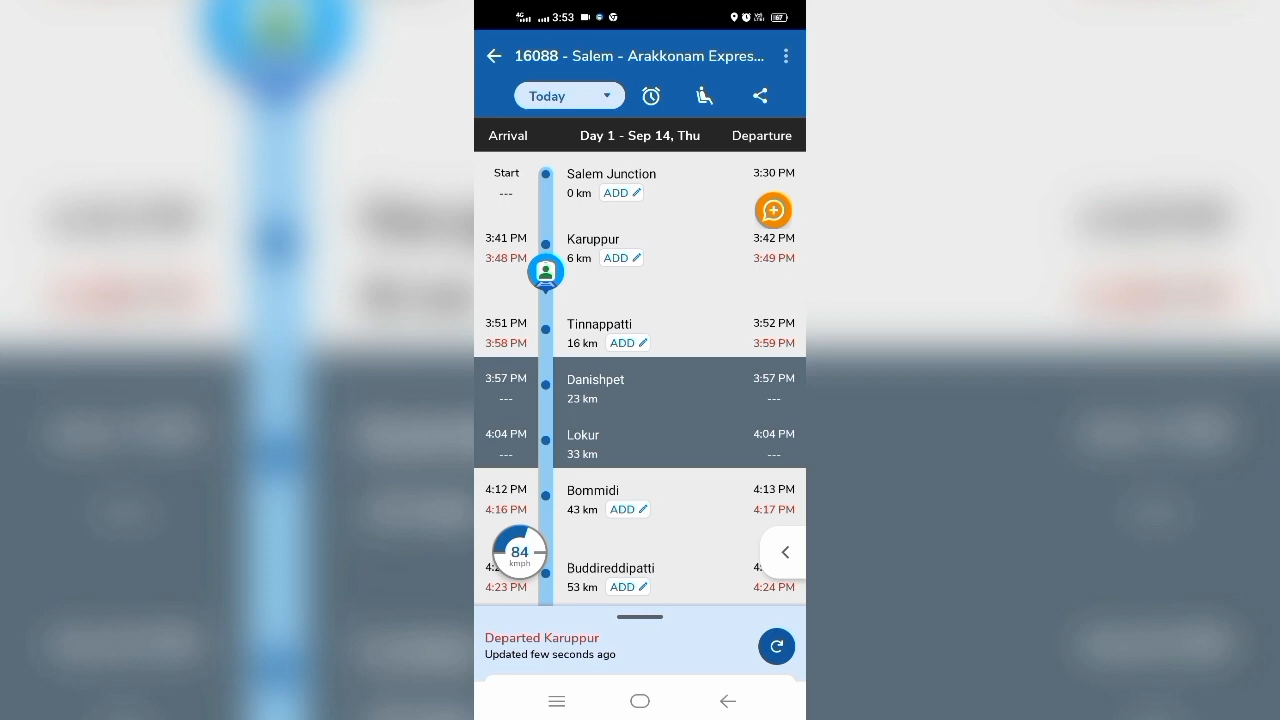 4G 3:53 VoLTE 67
16088 - Salem - Arakkonam Expres...
Today
Arrival Day 1 - Sep 14, Thu Departure
Start Salem Junction 3:30 PM
--- 0 km ADD
3:41 PM Karuppur 3:42 PM
3:48 PM 6 km ADD 3:49 PM
3:51 PM Tinnappatti 3:52 PM
3:58 PM 16 km ADD 3:59 PM
3:57 PM Danishpet 3:57 PM
--- 23 km ---
4:04 PM Lokur 4:04 PM
--- 33 km ---
4:12 PM Bommidi 4:13 PM
4:16 PM 43 km ADD 4:17 PM
84
kmph
Buddireddipatti
4:23 PM 53 km ADD 4:24 PM
Departed Karuppur
Updated few seconds ago